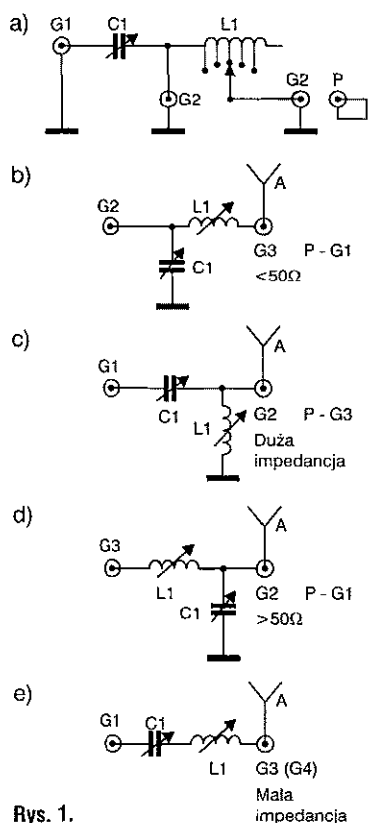 a) G1 C1 L1
G2 G2 P
b) A
G2 L1
C1 G3 P - G1
<50Ω
c) A
G1
C1 G2 P - G3
L1 Duża
impedancja
d) A
G3
L1 G2 P - G1
C1 >50Ω
e) A
G1 C1
L1 G3 (G4)
Mała
impedancja
Rys. 1.